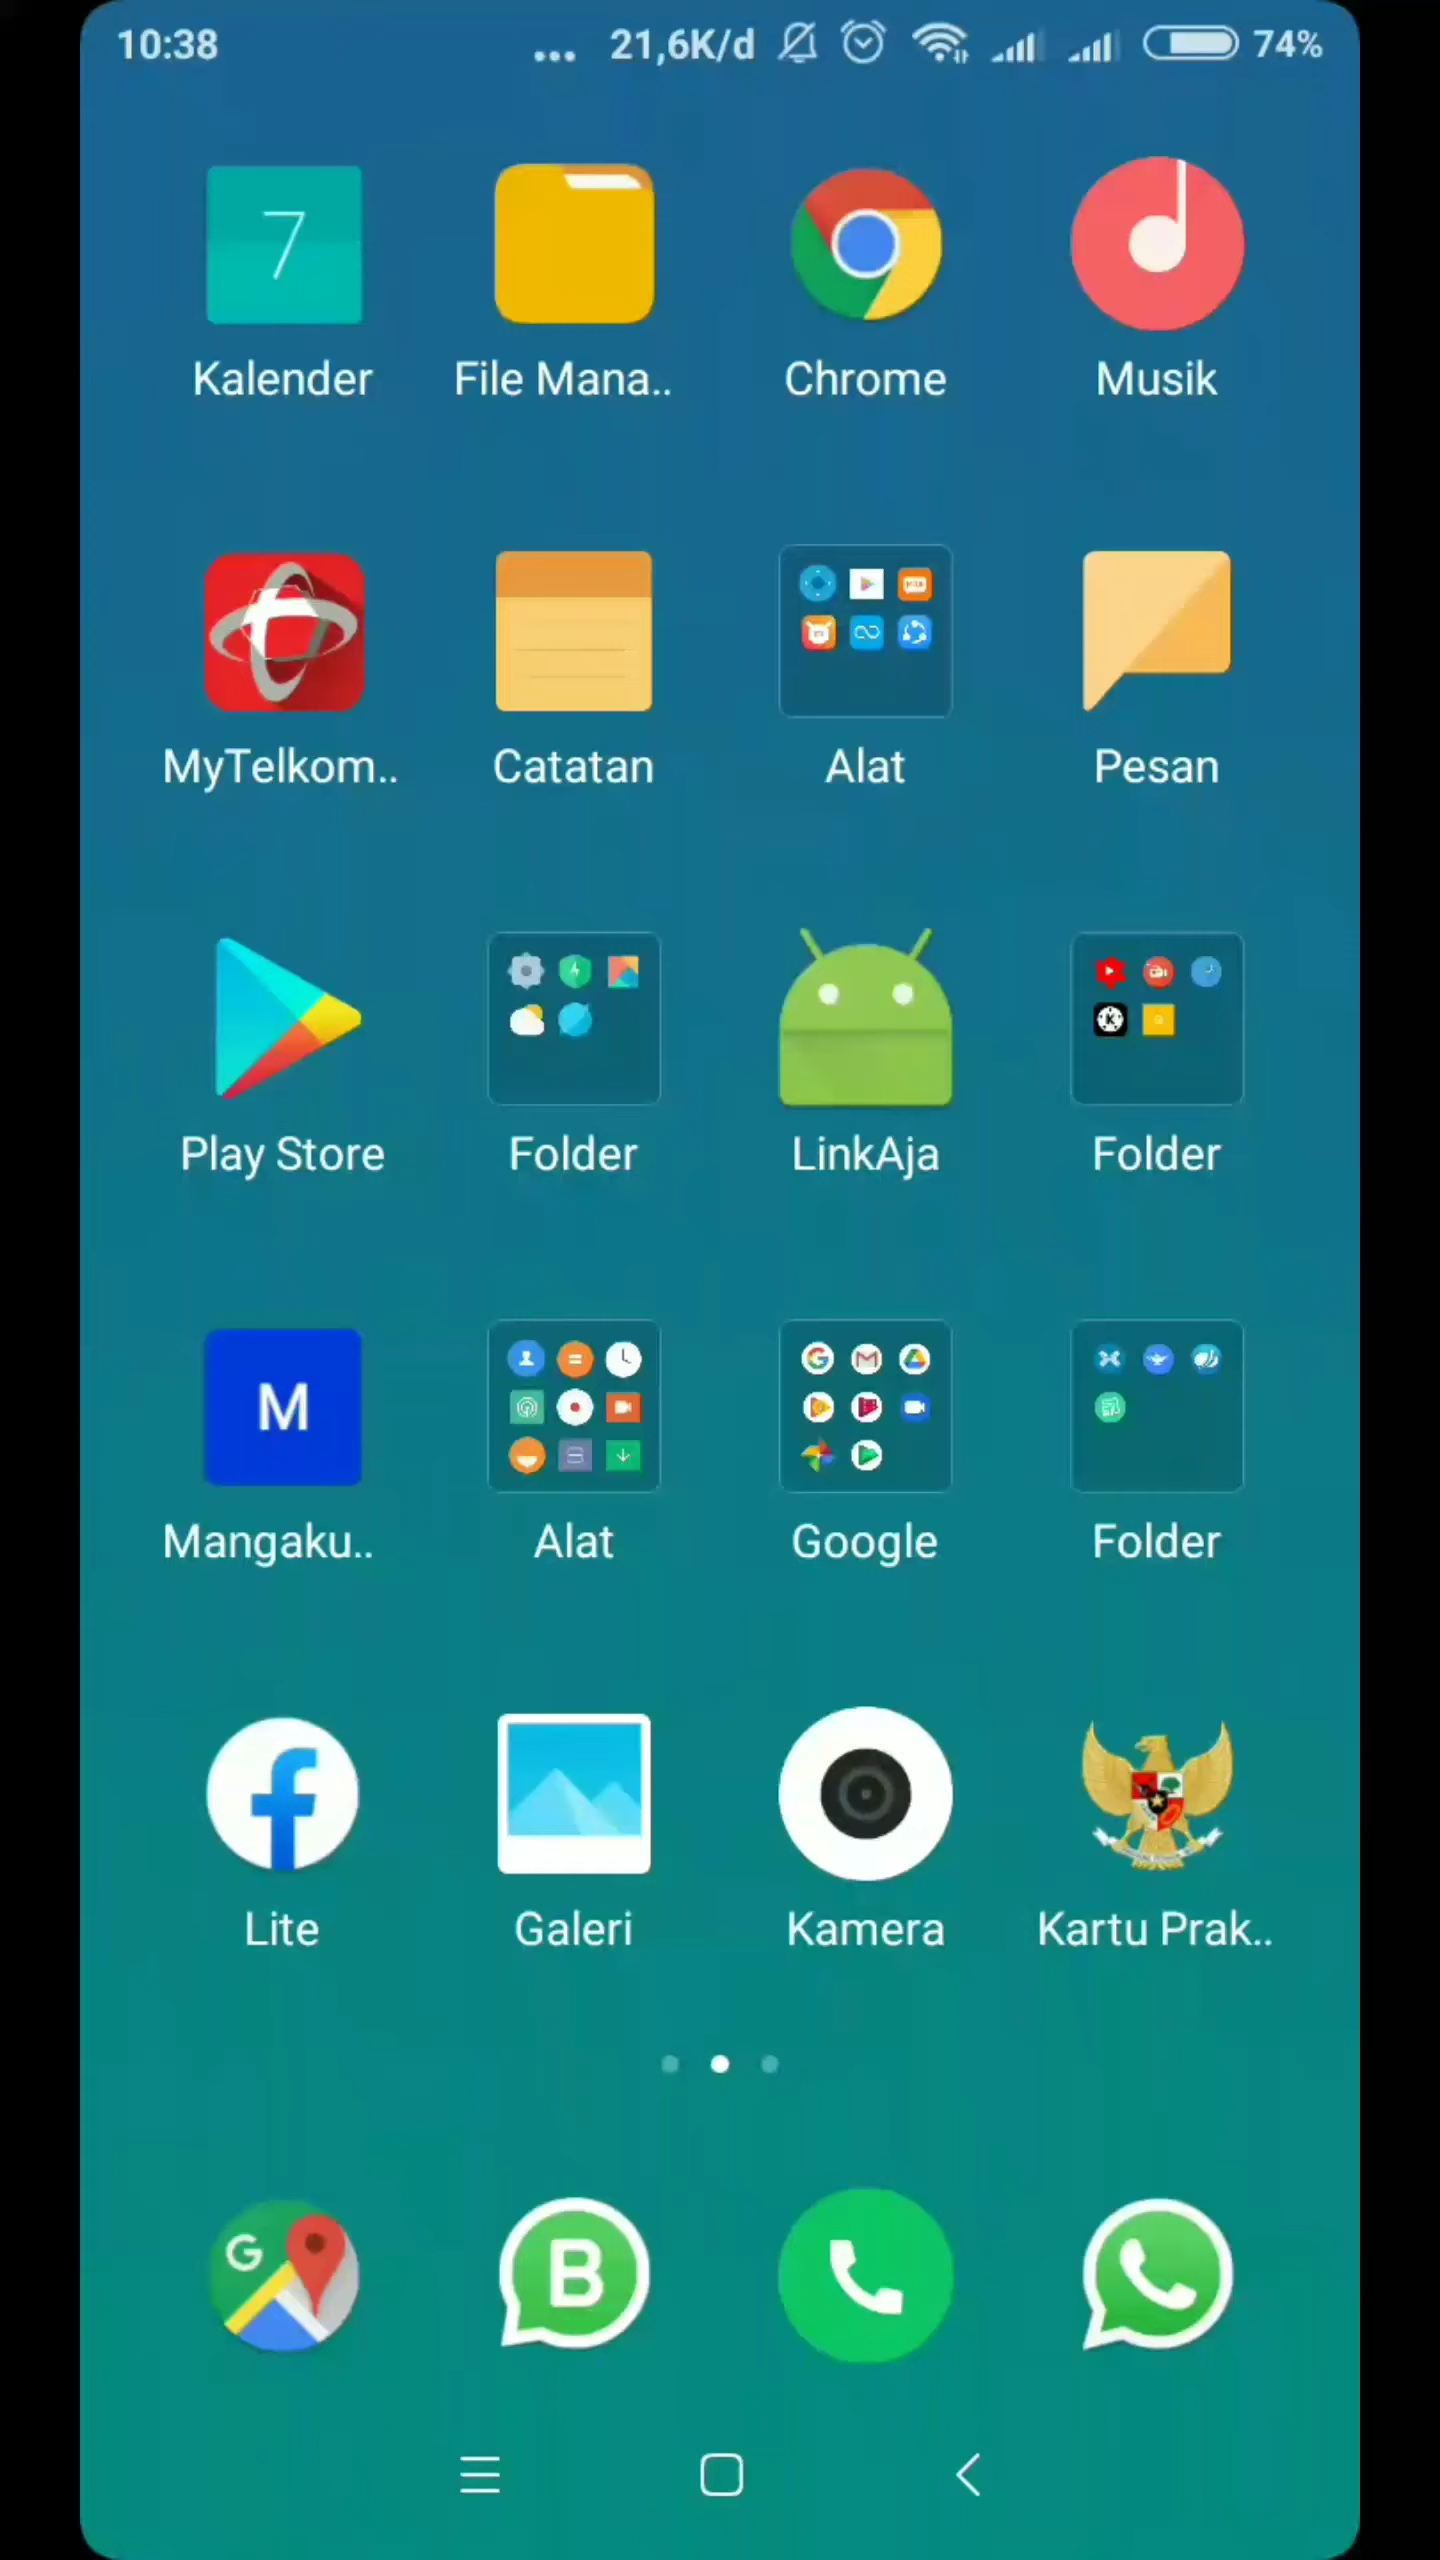 10:38 ... 21,6K/d 74%
7
Kalender File Mana.. Chrome Musik
MyTelkom.. Catatan Alat Pesan
Play Store Folder LinkAja Folder
M
Mangaku.. Alat Google Folder
Lite Galeri Kamera Kartu Prak..
G B